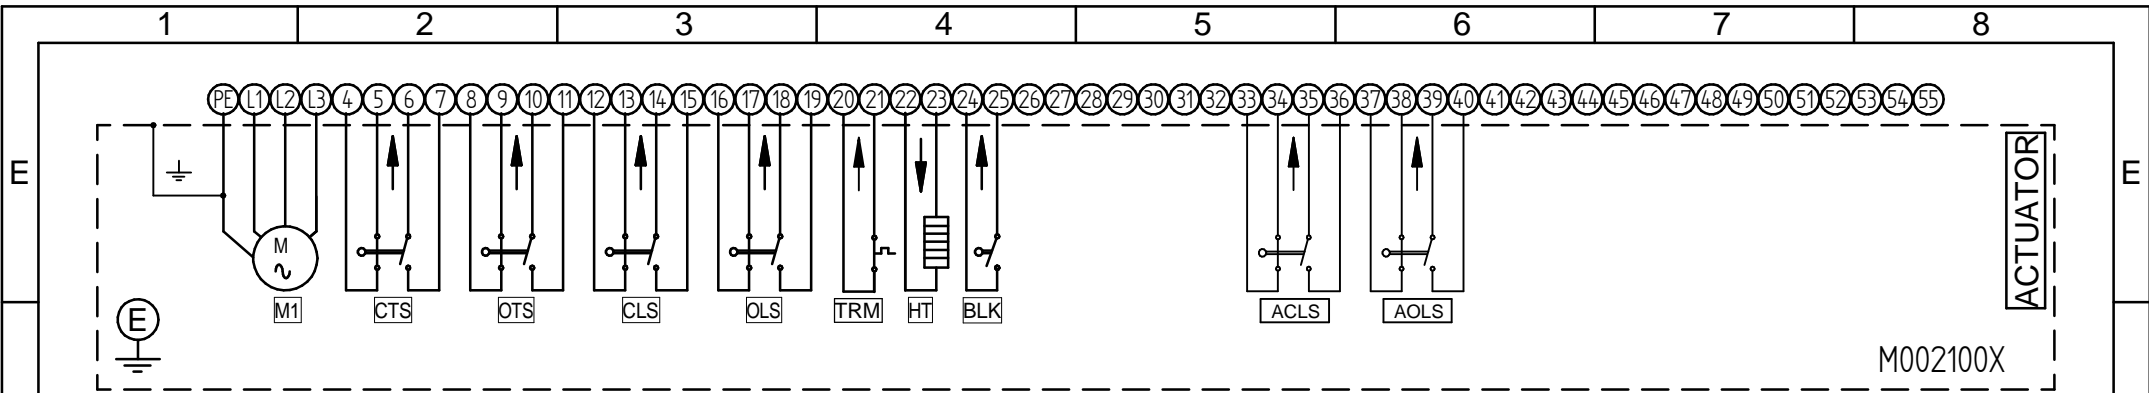 1 2 3 4 5 6 7 8
PE L1 L2 L3 4 5 6 7 8 9 10 11 12 13 14 15 16 17 18 19 20 21 22 23 24 25 26 27 28 29 30 31 32 33 34 35 36 37 38 39 40 41 42 43 44 45 46 47 48 49 50 51 52 53 54 55
E E
ACTUATOR
M
M1 CTS OTS CLS OLS TRM HT BLK ACLS AOLS
E
M002100X